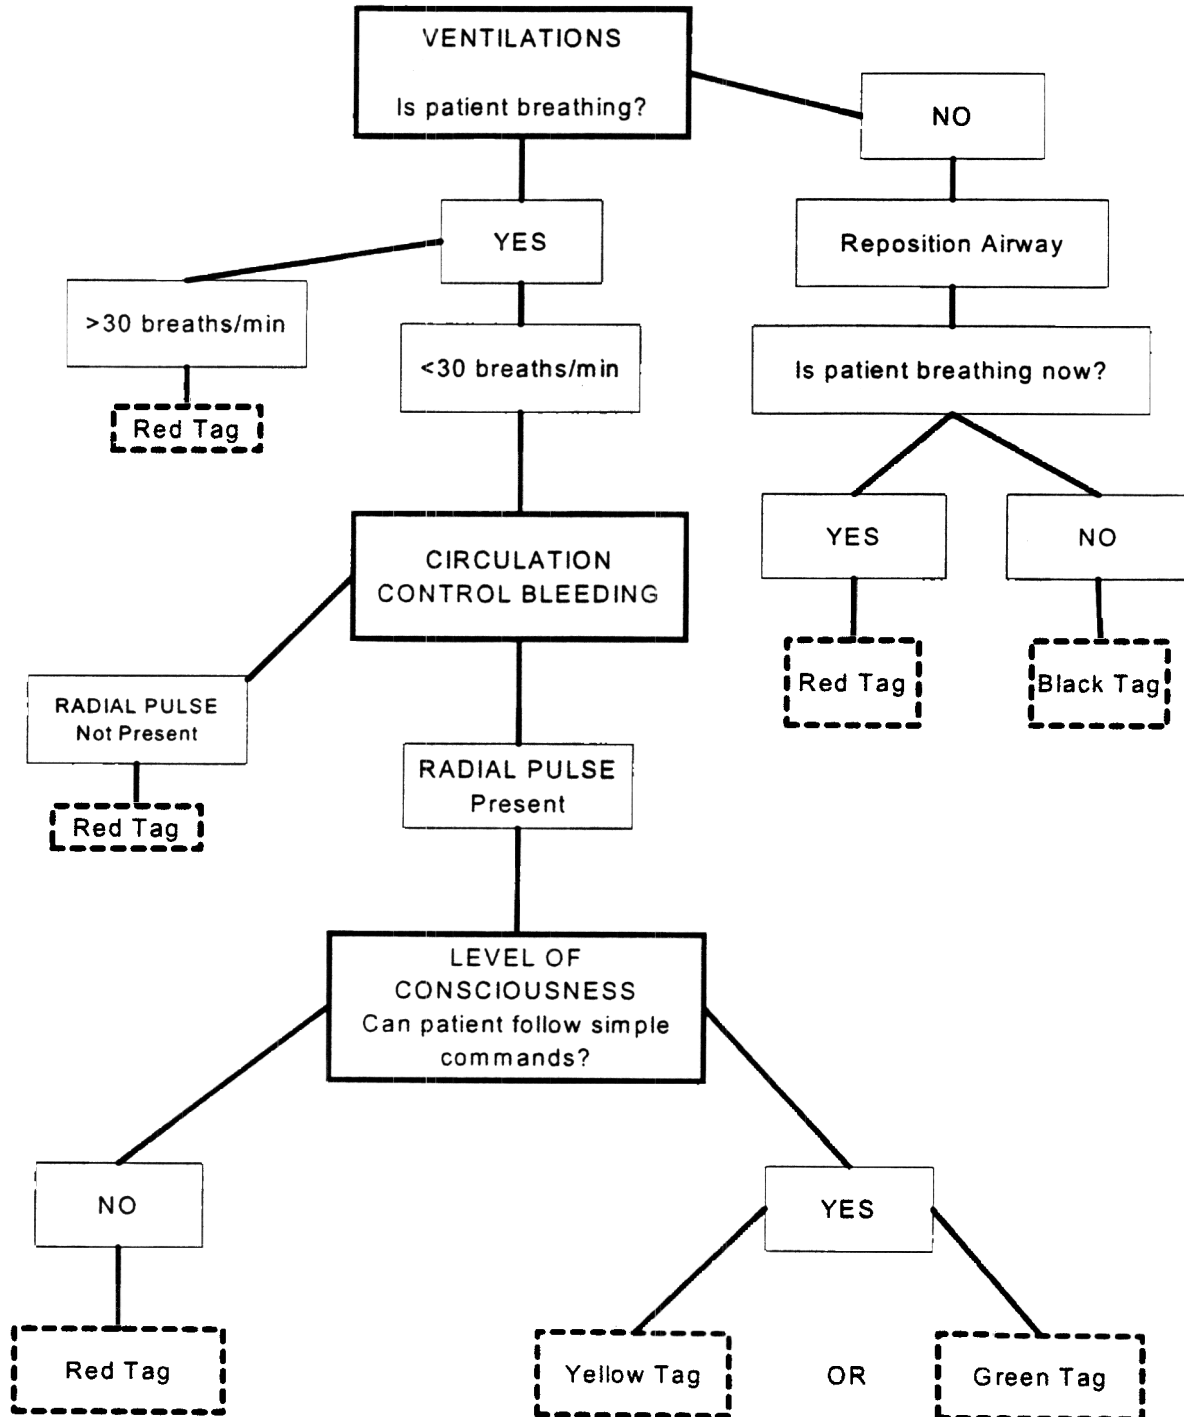 VENTILATIONS
Is patient breathing?
NO
YES
Reposition Airway
>30 breaths/min
<30 breaths/min
Is patient breathing now?
Red Tag
YES
NO
CIRCULATION
CONTROL BLEEDING
Red Tag
Black Tag
RADIAL PULSE
Not Present
RADIAL PULSE
Present
Red Tag
LEVEL OF
CONSCIOUSNESS
Can patient follow simple
commands?
NO
YES
Red Tag
Yellow Tag
OR
Green Tag